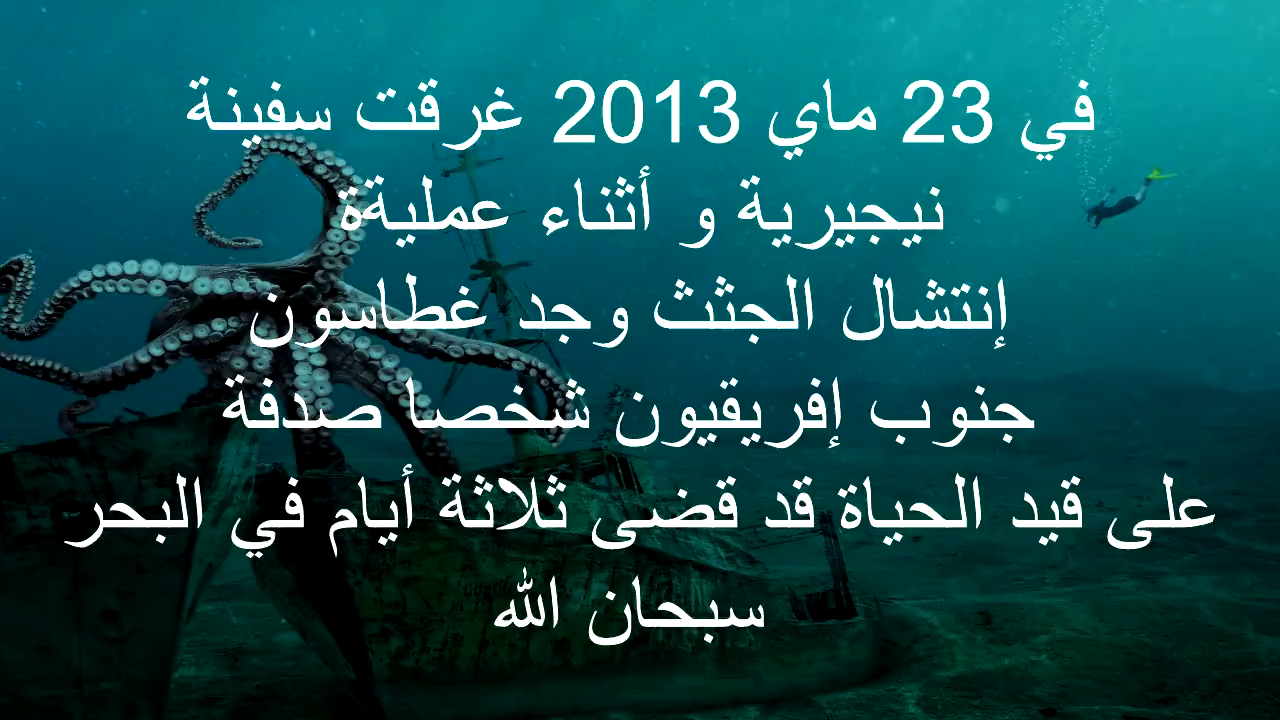 في 23 ماي 2013 غرقت سفينة
نيجيرية و أثناء عمليةة
إنتشال الجثث وجد غطاسون
جنوب إفريقيون شخصا صدفة
على قيد الحياة قد قضى ثلاثة أيام في البحر
سبحان الله